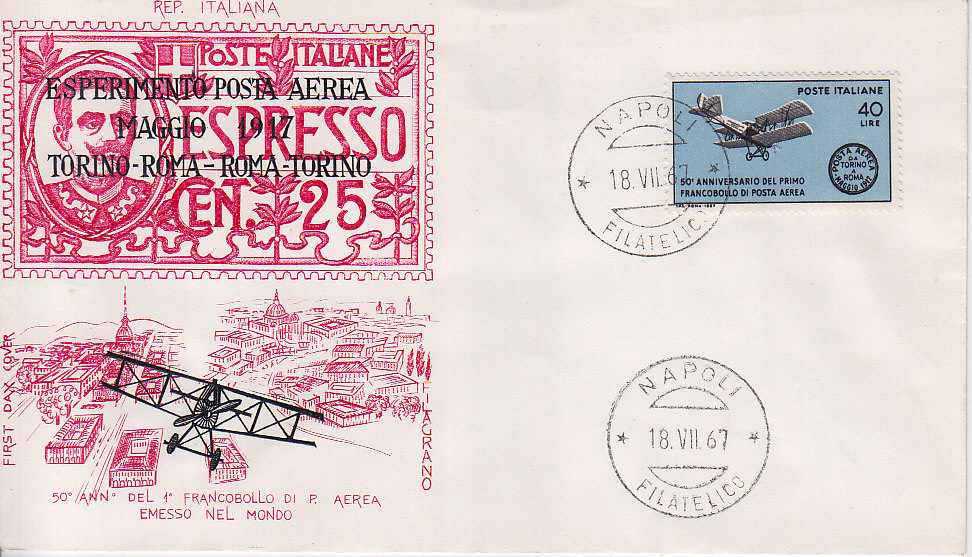 REP. ITALIANA
POSTE ITALIANE
ESPERIMENTO POSTA AEREA
MAGGIO 1917
TORINO-ROMA-ROMA-TORINO
ESPRESSO
CEN. 25
FIRST DAY COVER
FILAGRANO
50° ANN° DEL 1° FRANCOBOLLO DI P. AEREA
EMESSO NEL MONDO
POSTE ITALIANE
40
LIRE
POSTA AEREA
DA
TORINO
A
ROMA
MAGGIO 1917
50° ANNIVERSARIO DEL PRIMO
FRANCOBOLLO DI POSTA AEREA
NAPOLI
18.VII.67
FILATELICO
NAPOLI
18.VII.67
FILATELICO